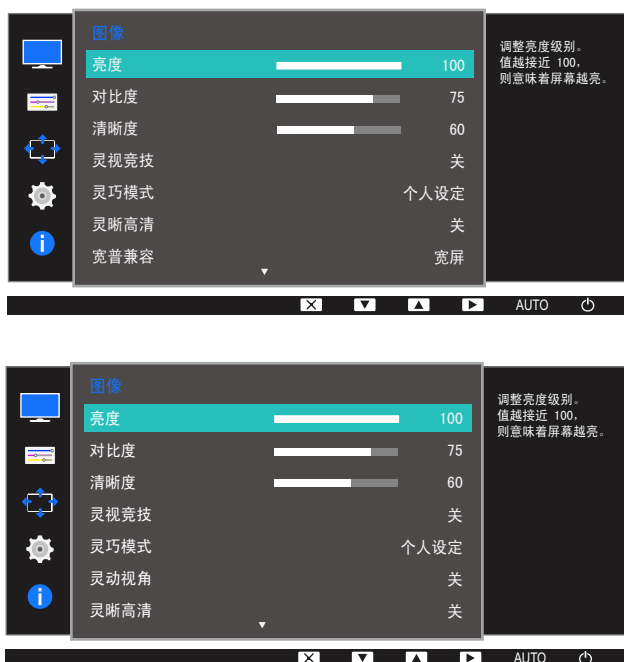 图像
亮度 100
对比度 75
清晰度 60
灵视竞技 关
灵巧模式 个人设定
灵晰高清 关
宽普兼容 宽屏
调整亮度级别。
值越接近 100，
则意味着屏幕越亮。
AUTO
图像
亮度 100
对比度 75
清晰度 60
灵视竞技 关
灵巧模式 个人设定
灵动视角 关
灵晰高清 关
调整亮度级别。
值越接近 100，
则意味着屏幕越亮。
AUTO